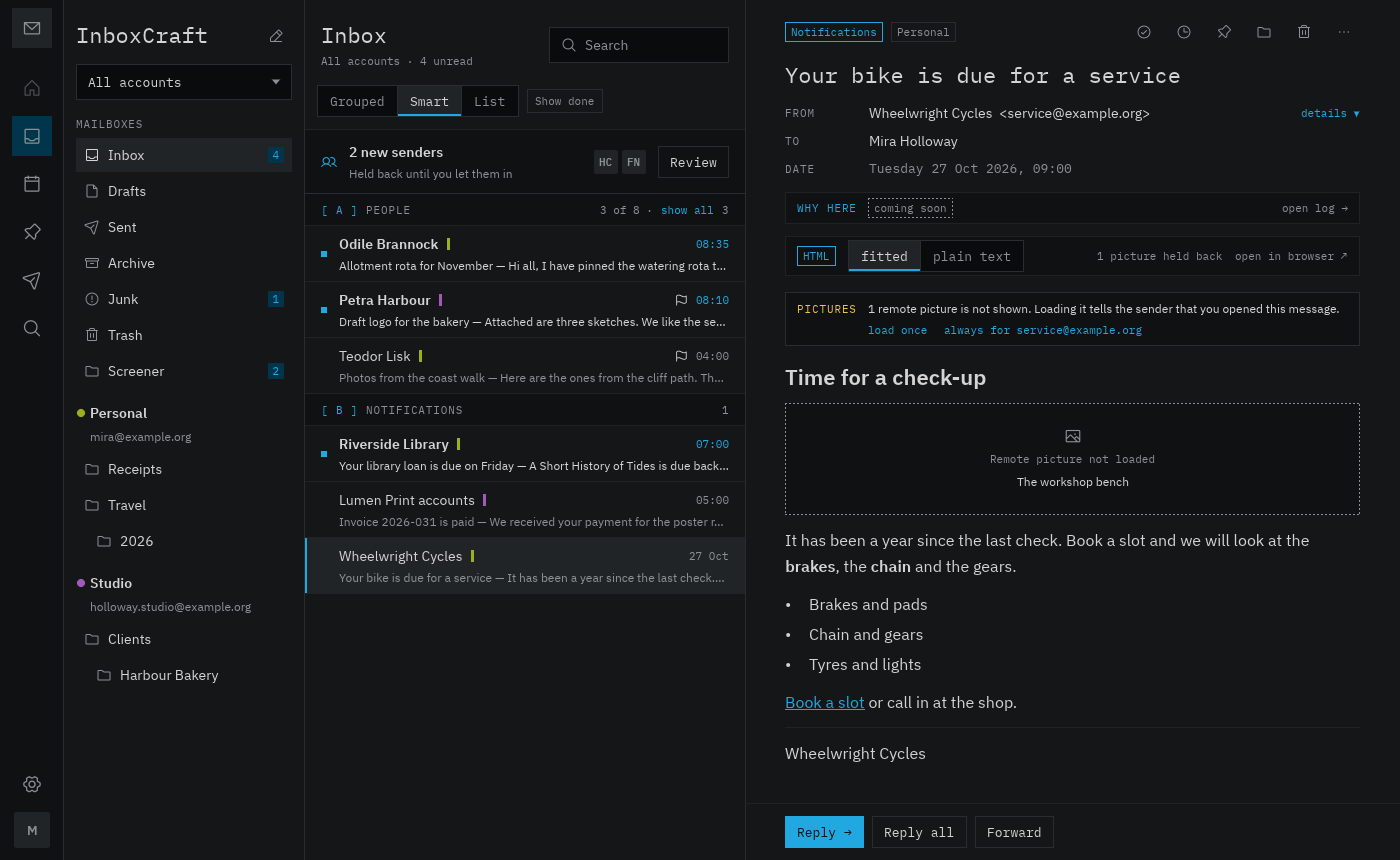 InboxCraft
All accounts
MAILBOXES
Inbox 4
Drafts
Sent
Archive
Junk 1
Trash
Screener 2
Personal
mira@example.org
Receipts
Travel
2026
Studio
holloway.studio@example.org
Clients
Harbour Bakery
M
Inbox
All accounts · 4 unread
Search
Grouped Smart List Show done
2 new senders
Held back until you let them in
HC FN Review
[ A ] PEOPLE 3 of 8 · show all 3
Odile Brannock 08:35
Allotment rota for November — Hi all, I have pinned the watering rota t…
Petra Harbour 08:10
Draft logo for the bakery — Attached are three sketches. We like the se…
Teodor Lisk 04:00
Photos from the coast walk — Here are the ones from the cliff path. Th…
[ B ] NOTIFICATIONS 1
Riverside Library 07:00
Your library loan is due on Friday — A Short History of Tides is due back…
Lumen Print accounts 05:00
Invoice 2026-031 is paid — We received your payment for the poster r…
Wheelwright Cycles 27 Oct
Your bike is due for a service — It has been a year since the last check.…
Notifications Personal
Your bike is due for a service
FROM Wheelwright Cycles <service@example.org> details ▾
TO Mira Holloway
DATE Tuesday 27 Oct 2026, 09:00
WHY HERE coming soon open log →
HTML fitted plain text 1 picture held back open in browser ↗
PICTURES 1 remote picture is not shown. Loading it tells the sender that you opened this message.
load once always for service@example.org
Time for a check-up
Remote picture not loaded
The workshop bench
It has been a year since the last check. Book a slot and we will look at the
brakes, the chain and the gears.
• Brakes and pads
• Chain and gears
• Tyres and lights
Book a slot or call in at the shop.
Wheelwright Cycles
Reply → Reply all Forward